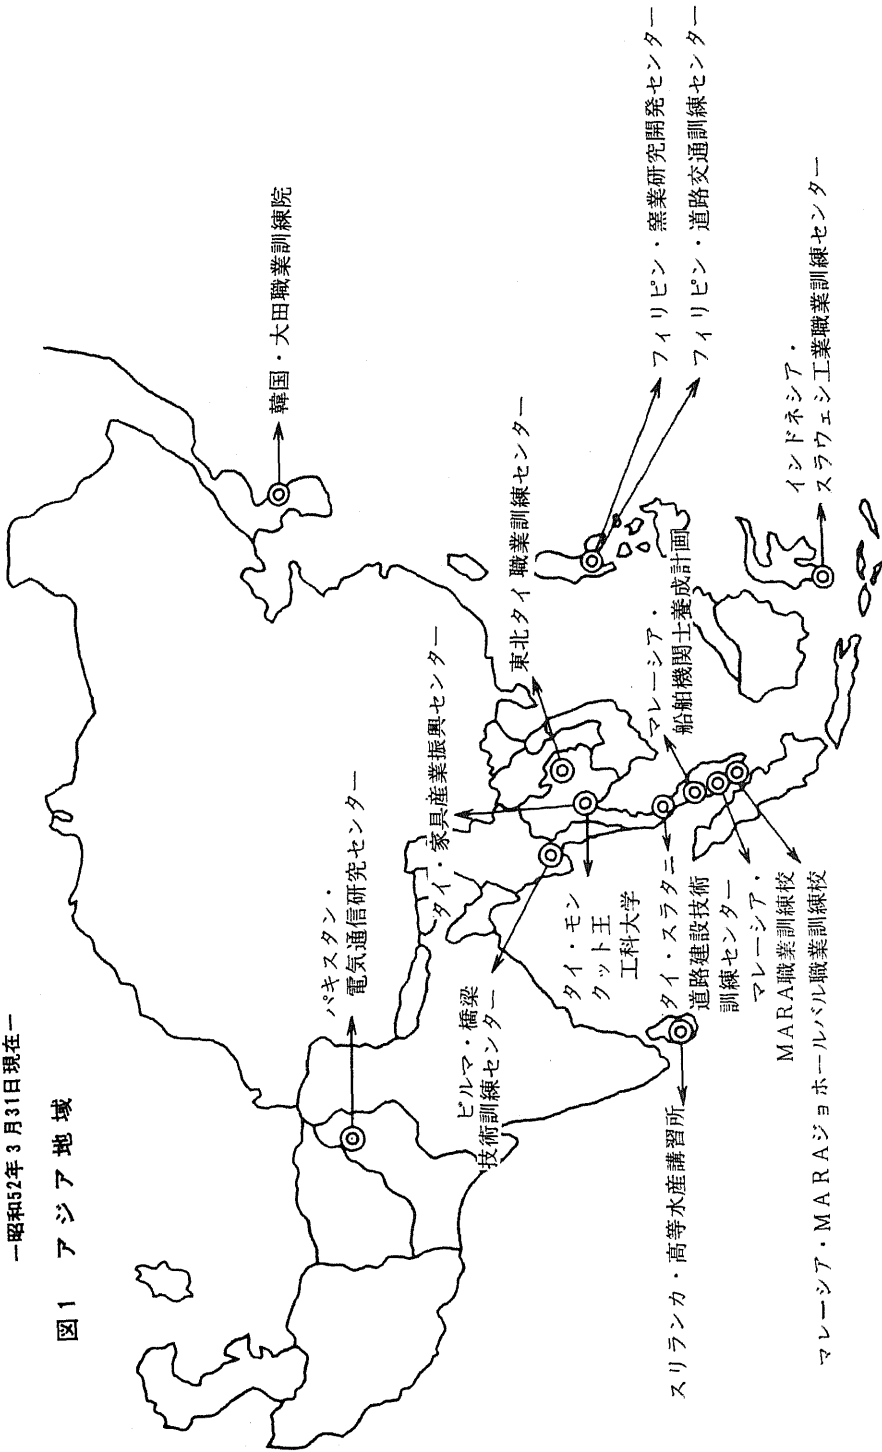 ―昭和52年3月31日現在―
図1 アジア地域
韓国・大田職業訓練院
パキスタン・
電気通信研究センター
タイ・家具産業振興センター
東北タイ職業訓練センター
フィリピン・窯業研究開発センター
フィリピン・道路交通訓練センター
マレーシア・
船舶機関士養成計画
インドネシア・
スラウェシ工業職業訓練センター
ビルマ・橋梁
技術訓練センター
タイ・モン
クット王
工科大学
タイ・スラタニ
道路建設技術
訓練センター
マレーシア・
MARA職業訓練校
マレーシア・MARAジョホールバル職業訓練校
スリランカ・高等水産講習所